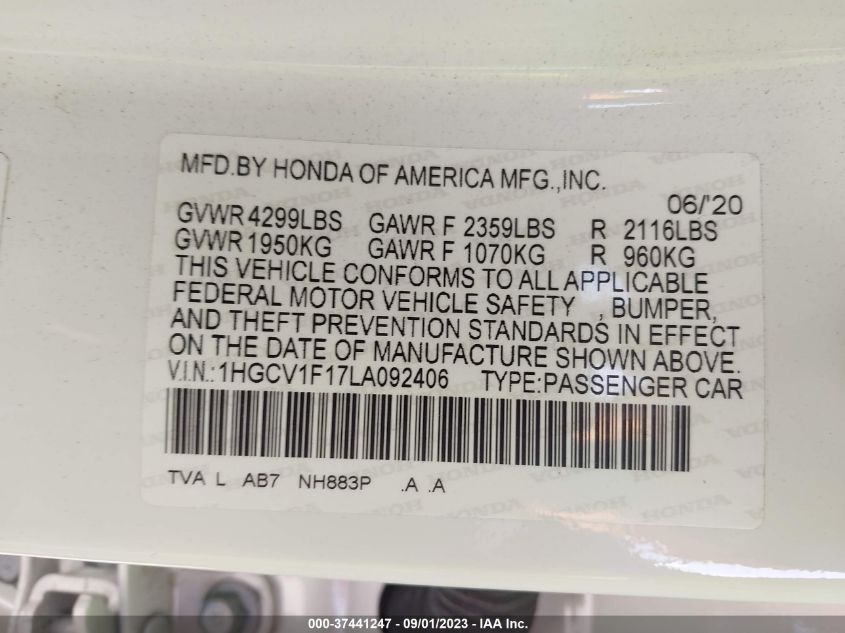 MFD.BY HONDA OF AMERICA MFG.,INC.
06/'20
GVWR 4299LBS GAWR F 2359LBS R 2116LBS
GVWR 1950KG GAWR F 1070KG R 960KG
THIS VEHICLE CONFORMS TO ALL APPLICABLE
FEDERAL MOTOR VEHICLE SAFETY , BUMPER,
AND THEFT PREVENTION STANDARDS IN EFFECT
ON THE DATE OF MANUFACTURE SHOWN ABOVE.
V.I.N.:1HGCV1F17LA092406 TYPE:PASSENGER CAR
TVA L AB7 NH883P .A .A
000-37441247 - 09/01/2023 - IAA Inc.